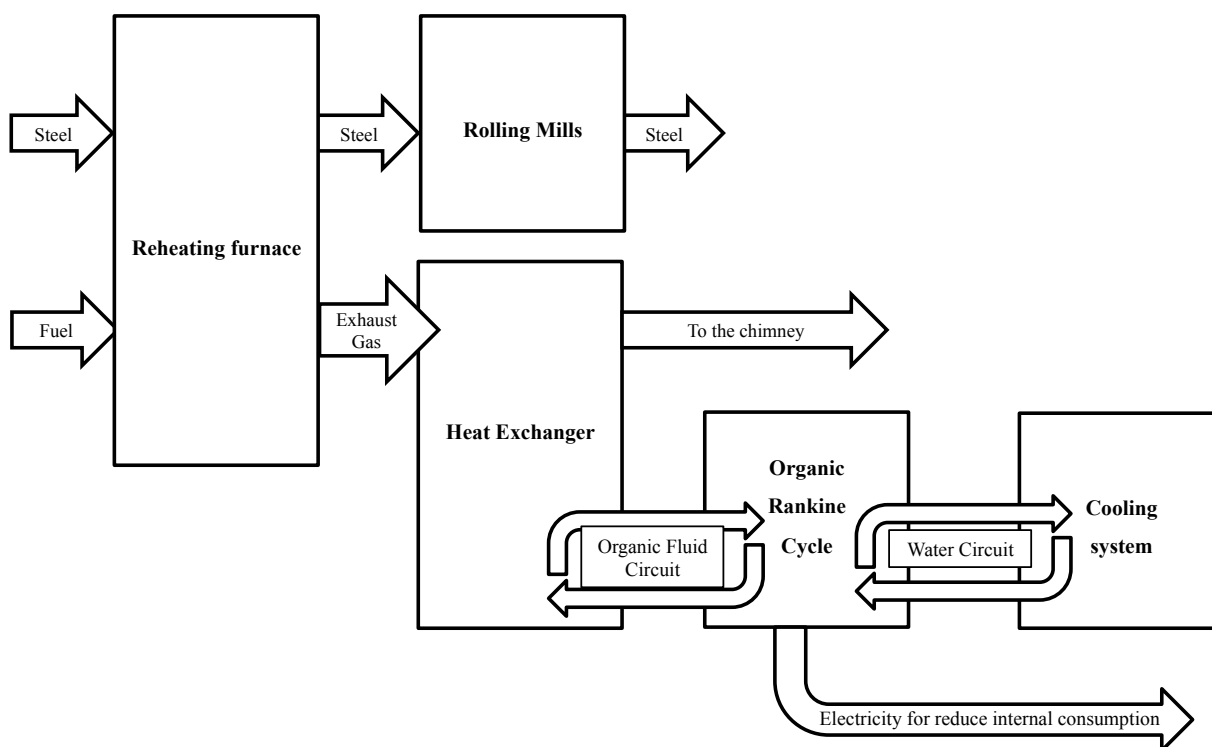 Steel
Steel
Rolling Mills
Steel
Reheating furnace
Fuel
Exhaust
Gas
To the chimney
Heat Exchanger
Organic
Rankine
Cycle
Cooling
system
Organic Fluid
Circuit
Water Circuit
Electricity for reduce internal consumption